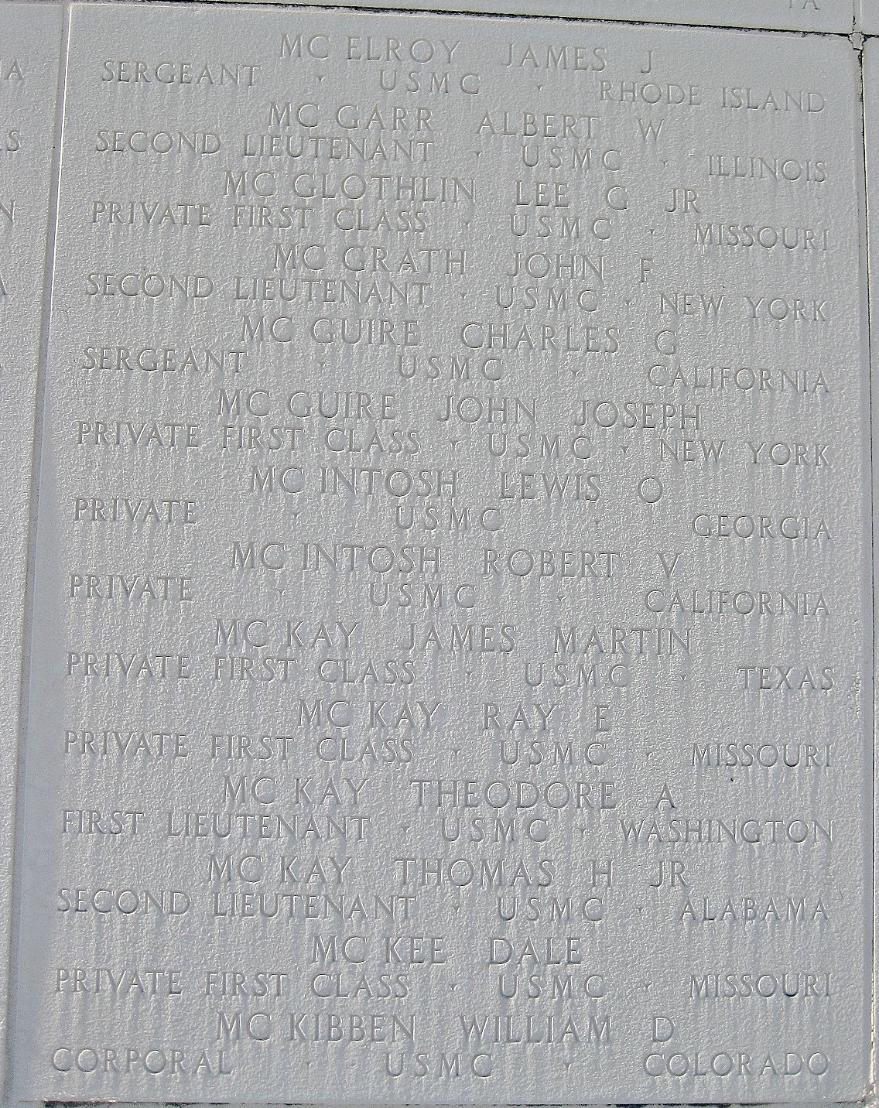 MC ELROY JAMES J
SERGEANT · USMC · RHODE ISLAND
MC GARR ALBERT W
SECOND LIEUTENANT · USMC · ILLINOIS
MC GLOTHLIN LEE G JR
PRIVATE FIRST CLASS · USMC · MISSOURI
MC GRATH JOHN F
SECOND LIEUTENANT · USMC · NEW YORK
MC GUIRE CHARLES G
SERGEANT · USMC · CALIFORNIA
MC GUIRE JOHN JOSEPH
PRIVATE FIRST CLASS · USMC · NEW YORK
MC INTOSH LEWIS O
PRIVATE · USMC · GEORGIA
MC INTOSH ROBERT V
PRIVATE · USMC · CALIFORNIA
MC KAY JAMES MARTIN
PRIVATE FIRST CLASS · USMC · TEXAS
MC KAY RAY E
PRIVATE FIRST CLASS · USMC · MISSOURI
MC KAY THEODORE A
FIRST LIEUTENANT · USMC · WASHINGTON
MC KAY THOMAS H JR
SECOND LIEUTENANT · USMC · ALABAMA
MC KEE DALE
PRIVATE FIRST CLASS · USMC · MISSOURI
MC KIBBEN WILLIAM D
CORPORAL · USMC · COLORADO